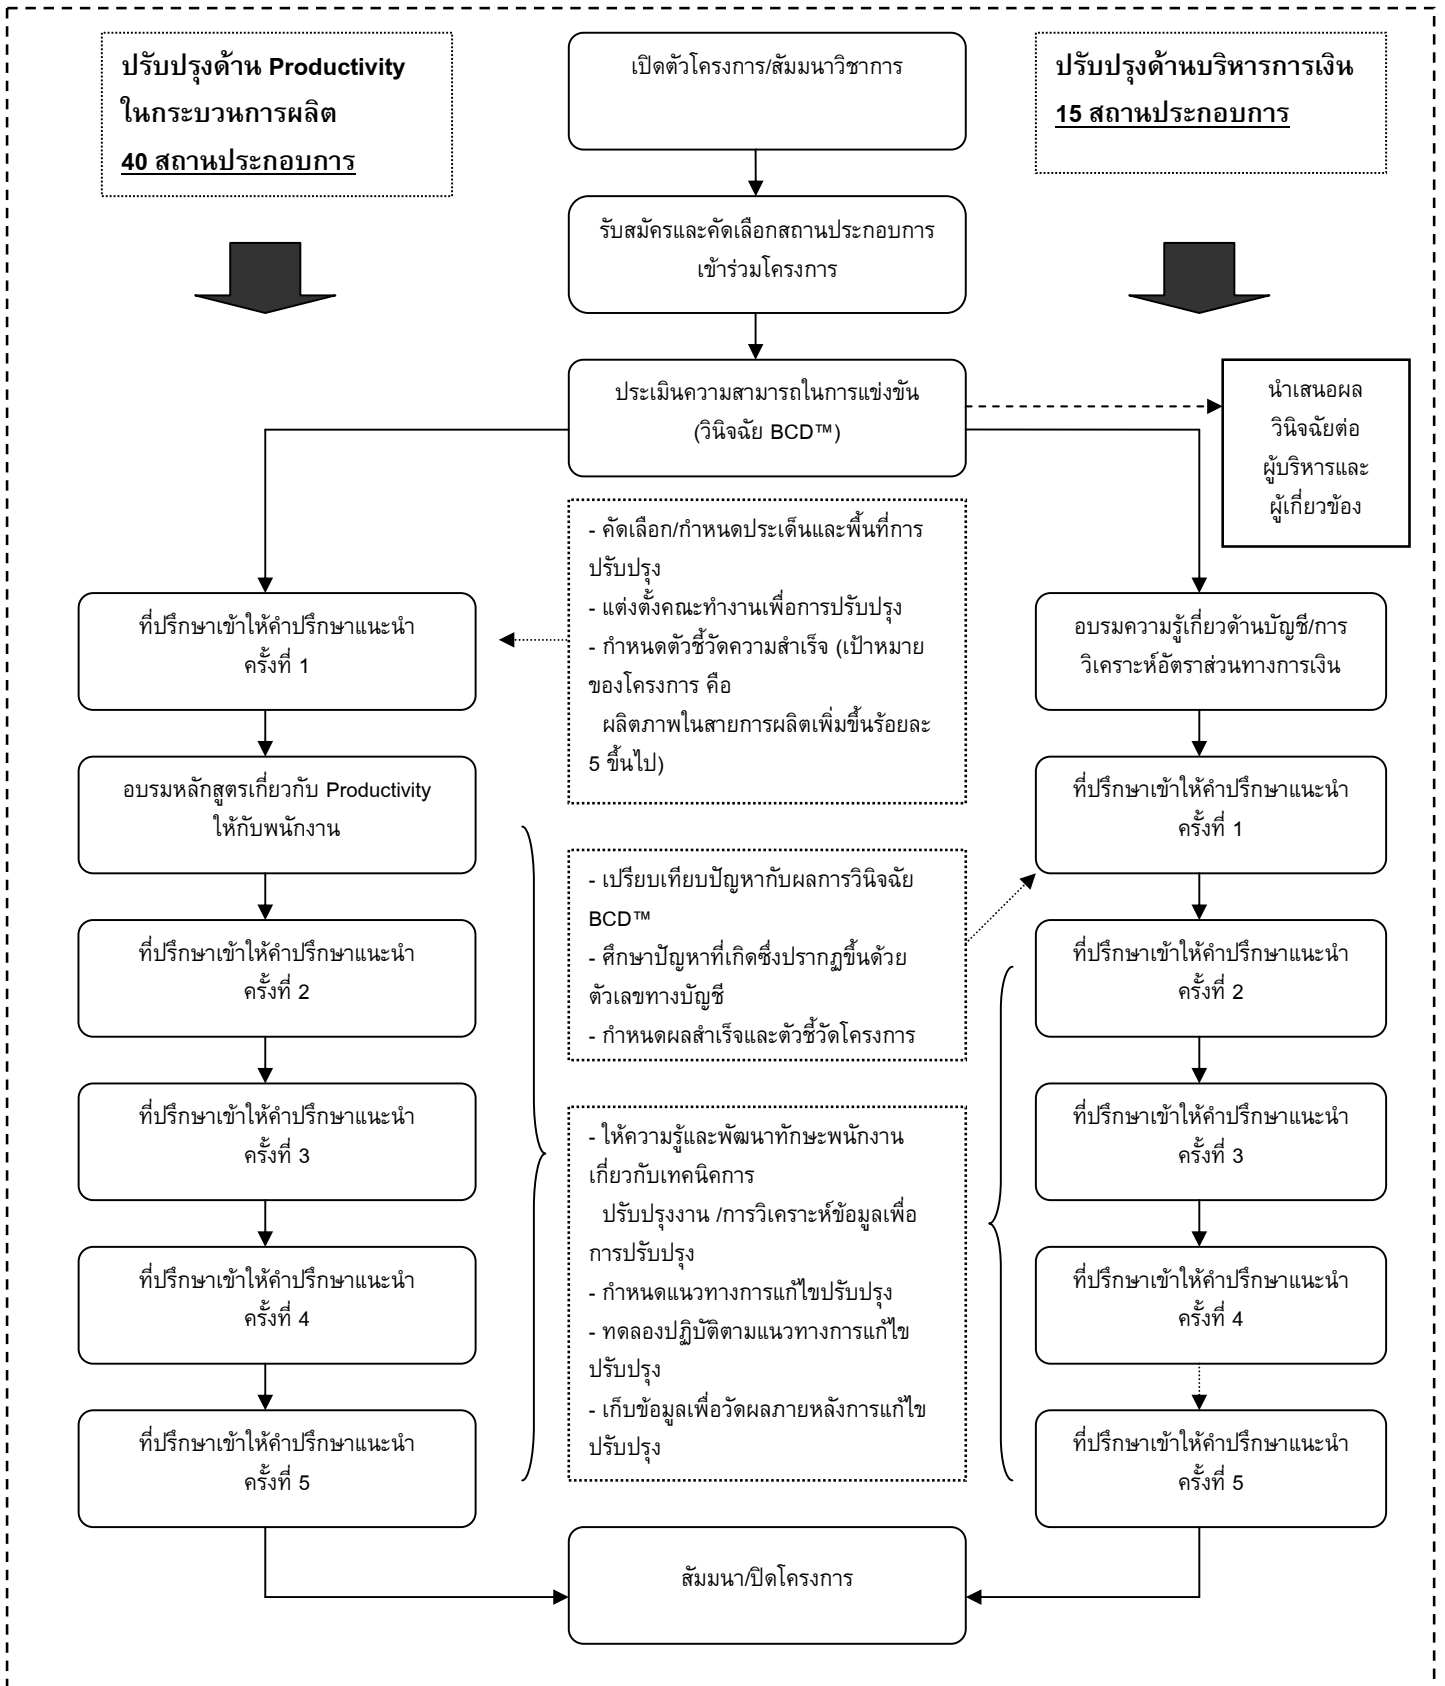 ปรับปรุงด้าน Productivity
ในกระบวนการผลิต
40 สถานประกอบการ
เปิดตัวโครงการ/สัมมนาวิชาการ
ปรับปรุงด้านบริหารการเงิน
15 สถานประกอบการ
รับสมัครและคัดเลือกสถานประกอบการ
เข้าร่วมโครงการ
ประเมินความสามารถในการแข่งขัน
(วินิจฉัย BCD™)
นำเสนอผล
วินิจฉัยต่อ
ผู้บริหารและ
ผู้เกี่ยวข้อง
- คัดเลือก/กำหนดประเด็นและพื้นที่การ
ปรับปรุง
- แต่งตั้งคณะทำงานเพื่อการปรับปรุง
- กำหนดตัวชี้วัดความสำเร็จ (เป้าหมาย
ของโครงการ คือ
ผลิตภาพในสายการผลิตเพิ่มขึ้นร้อยละ
5 ขึ้นไป)
ที่ปรึกษาเข้าให้คำปรึกษาแนะนำ
ครั้งที่ 1
อบรมความรู้เกี่ยวด้านบัญชี/การ
วิเคราะห์อัตราส่วนทางการเงิน
อบรมหลักสูตรเกี่ยวกับ Productivity
ให้กับพนักงาน
ที่ปรึกษาเข้าให้คำปรึกษาแนะนำ
ครั้งที่ 1
- เปรียบเทียบปัญหากับผลการวินิจฉัย
BCD™
- ศึกษาปัญหาที่เกิดซึ่งปรากฏขึ้นด้วย
ตัวเลขทางบัญชี
- กำหนดผลสำเร็จและตัวชี้วัดโครงการ
ที่ปรึกษาเข้าให้คำปรึกษาแนะนำ
ครั้งที่ 2
ที่ปรึกษาเข้าให้คำปรึกษาแนะนำ
ครั้งที่ 2
ที่ปรึกษาเข้าให้คำปรึกษาแนะนำ
ครั้งที่ 3
- ให้ความรู้และพัฒนาทักษะพนักงาน
เกี่ยวกับเทคนิคการ
ปรับปรุงงาน /การวิเคราะห์ข้อมูลเพื่อ
การปรับปรุง
- กำหนดแนวทางการแก้ไขปรับปรุง
- ทดลองปฏิบัติตามแนวทางการแก้ไข
ปรับปรุง
- เก็บข้อมูลเพื่อวัดผลภายหลังการแก้ไข
ปรับปรุง
ที่ปรึกษาเข้าให้คำปรึกษาแนะนำ
ครั้งที่ 3
ที่ปรึกษาเข้าให้คำปรึกษาแนะนำ
ครั้งที่ 4
ที่ปรึกษาเข้าให้คำปรึกษาแนะนำ
ครั้งที่ 4
ที่ปรึกษาเข้าให้คำปรึกษาแนะนำ
ครั้งที่ 5
ที่ปรึกษาเข้าให้คำปรึกษาแนะนำ
ครั้งที่ 5
สัมมนา/ปิดโครงการ